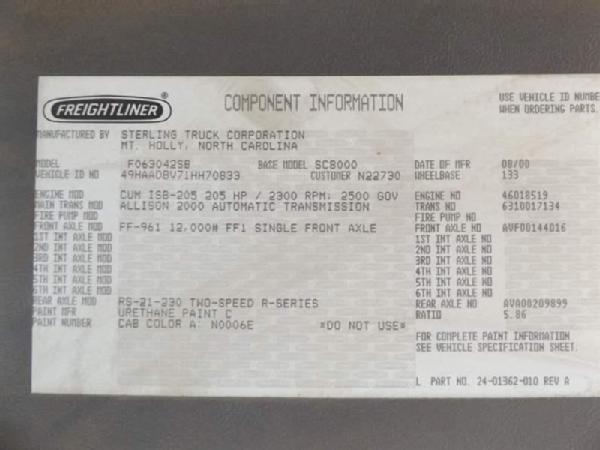 FREIGHTLINER ®
COMPONENT INFORMATION
USE VEHICLE ID NUMBE
WHEN ORDERING PARTS.
MANUFACTURED BY STERLING TRUCK CORPORATION
MT. HOLLY, NORTH CAROLINA
MODEL F063042SB BASE MODEL SC8000 DATE OF MFR 08/00
VEHICLE ID NO 49HAADBV71HH70833 CUSTOMER N22730 WHEELBASE 133
ENGINE MOD CUM ISB-205 205 HP / 2300 RPM; 2500 GOV ENGINE NO 46018519
MAIN TRANS MOD ALLISON 2000 AUTOMATIC TRANSMISSION TRANS NO 6310017134
FIRE PUMP MOD FIRE PUMP NO
FRONT AXLE MOD FF-961 12,000# FF1 SINGLE FRONT AXLE FRONT AXLE NO AVF00144016
1ST INT AXLE MOD 1ST INT AXLE NO
2ND INT AXLE MOD 2ND INT AXLE NO
3RD INT AXLE MOD 3RD INT AXLE NO
4TH INT AXLE MOD 4TH INT AXLE NO
5TH INT AXLE MOD 5TH INT AXLE NO
6TH INT AXLE MOD 6TH INT AXLE NO
REAR AXLE MOD RS-21-230 TWO-SPEED R-SERIES REAR AXLE NO AVA00209899
PAINT MFR URETHANE PAINT C RATIO 5.86
PAINT NUMBER CAB COLOR A: N0006E *DO NOT USE*
FOR COMPLETE PAINT INFORMATION
SEE VEHICLE SPECIFICATION SHEET.
L PART NO. 24-01362-010 REV A